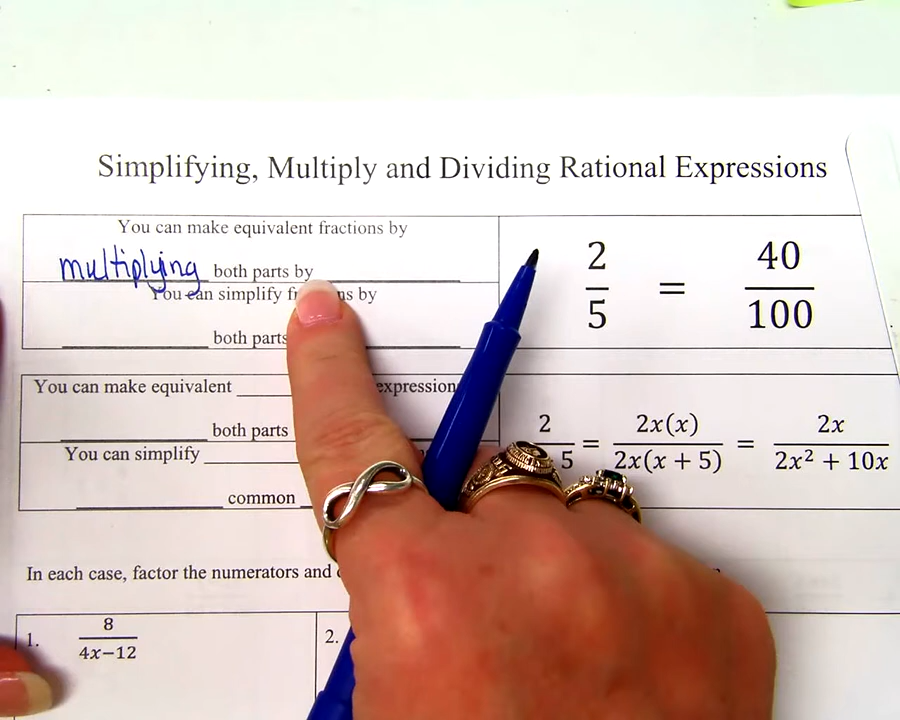 Simplifying, Multiply and Dividing Rational Expressions
You can make equivalent fractions by
multiplying both parts by
You can simplify by
both parts
2/5 = 40/100
You can make equivalent expression
both parts
You can simplify
common
2 5 = 2x(x)/2x(x + 5) = 2x/2x² + 10x
In each case, factor the numerators and
1. 8/4x−12
2.